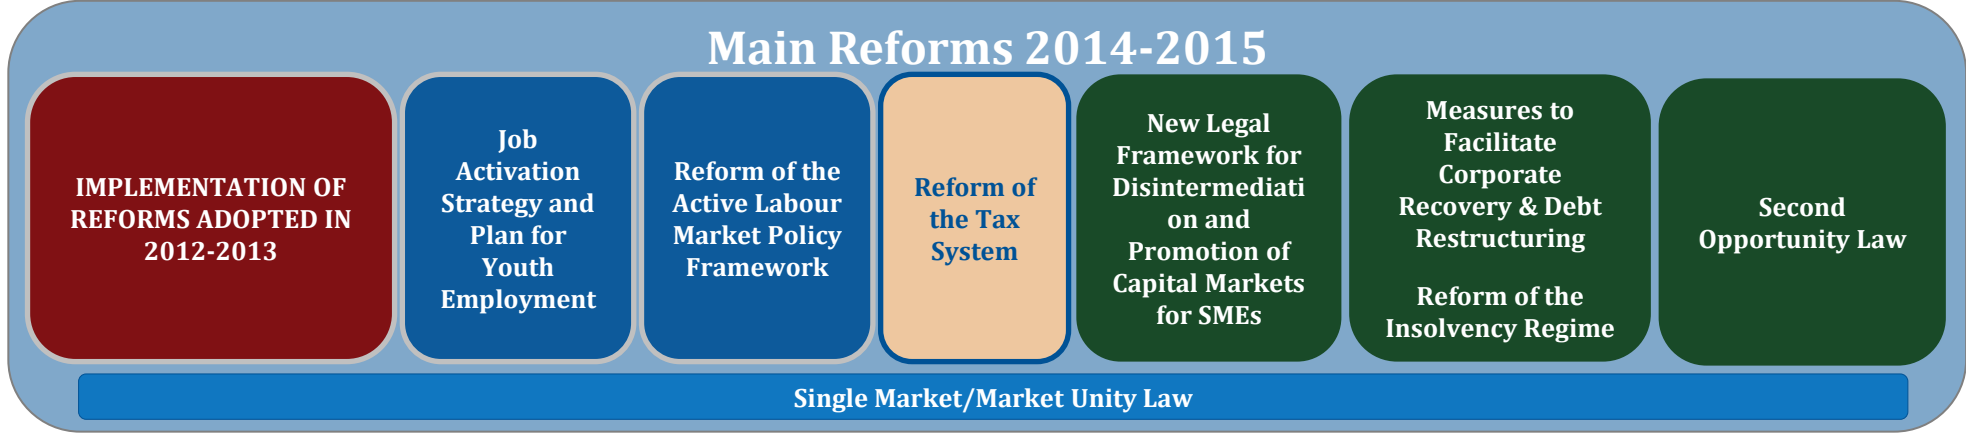 Main Reforms 2014-2015
IMPLEMENTATION OF
REFORMS ADOPTED IN
2012-2013
Job
Activation
Strategy and
Plan for
Youth
Employment
Reform of the
Active Labour
Market Policy
Framework
Reform of
the Tax
System
New Legal
Framework for
Disintermediati
on and
Promotion of
Capital Markets
for SMEs
Measures to
Facilitate
Corporate
Recovery & Debt
Restructuring
Reform of the
Insolvency Regime
Second
Opportunity Law
Single Market/Market Unity Law